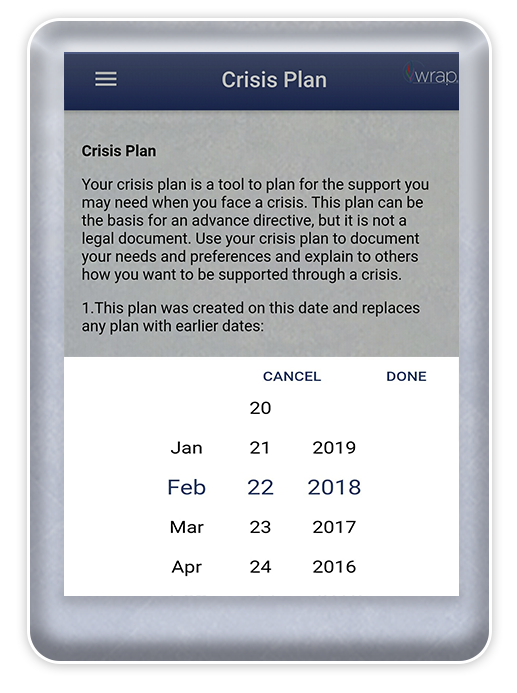 Crisis Plan
wrap.
Crisis Plan
Your crisis plan is a tool to plan for the support you
may need when you face a crisis. This plan can be
the basis for an advance directive, but it is not a
legal document. Use your crisis plan to document
your needs and preferences and explain to others
how you want to be supported through a crisis.
1.This plan was created on this date and replaces
any plan with earlier dates:
CANCEL DONE
20
Jan 21 2019
Feb 22 2018
Mar 23 2017
Apr 24 2016